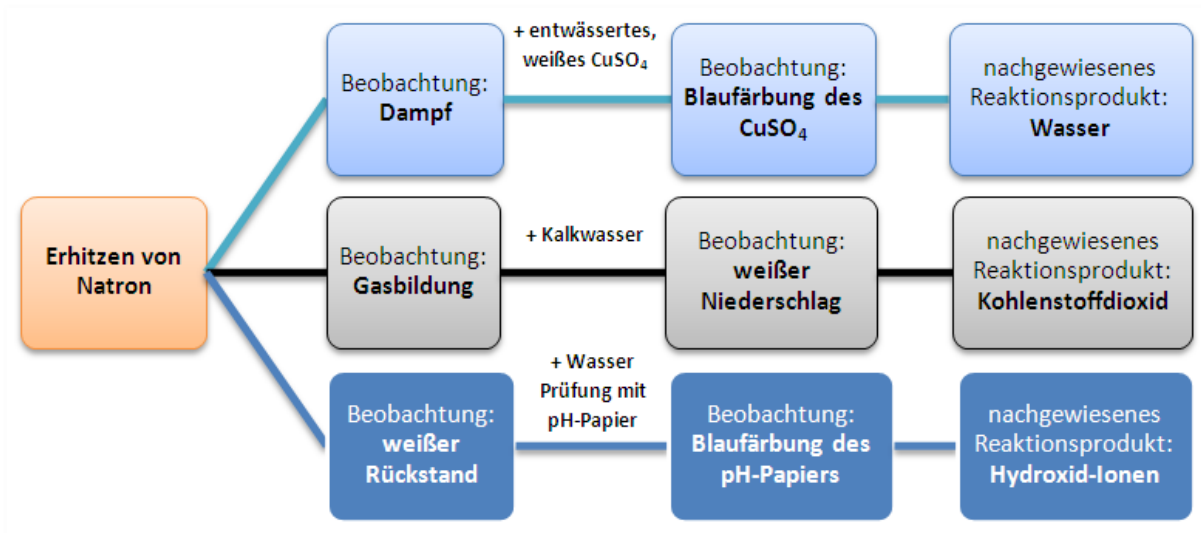 Erhitzen von
Natron
Beobachtung:
Dampf
+ entwässertes,
weißes CuSO₄
Beobachtung:
Blaufärbung des
CuSO₄
nachgewiesenes
Reaktionsprodukt:
Wasser
Beobachtung:
Gasbildung
+ Kalkwasser
Beobachtung:
weißer
Niederschlag
nachgewiesenes
Reaktionsprodukt:
Kohlenstoffdioxid
Beobachtung:
weißer
Rückstand
+ Wasser
Prüfung mit
pH-Papier
Beobachtung:
Blaufärbung des
pH-Papiers
nachgewiesenes
Reaktionsprodukt:
Hydroxid-Ionen